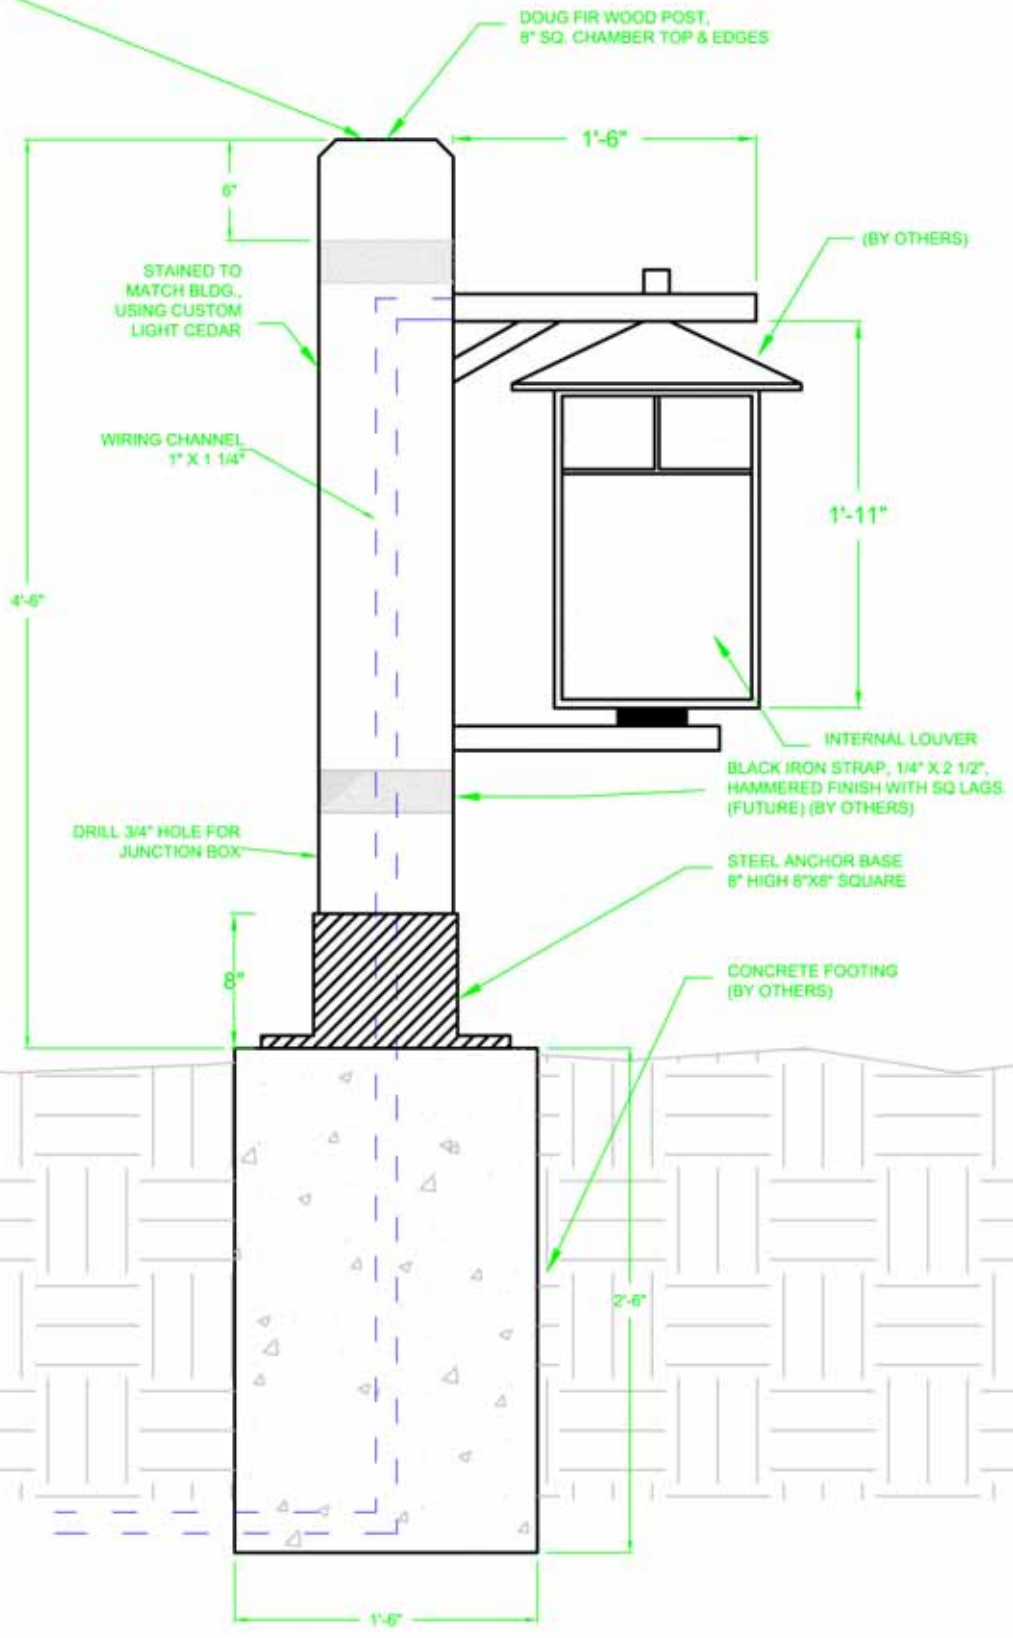 DOUG FIR WOOD POST,
8" SQ. CHAMBER TOP & EDGES
1'-6"
6"
(BY OTHERS)
STAINED TO
MATCH BLDG.,
USING CUSTOM
LIGHT CEDAR
WIRING CHANNEL
1" X 1 1/4"
1'-11"
4'-6"
INTERNAL LOUVER
BLACK IRON STRAP, 1/4" X 2 1/2",
HAMMERED FINISH WITH SQ LAGS.
(FUTURE) (BY OTHERS)
DRILL 3/4" HOLE FOR
JUNCTION BOX
STEEL ANCHOR BASE
8" HIGH 8"X8" SQUARE
8"
CONCRETE FOOTING
(BY OTHERS)
2'-6"
1'-6"